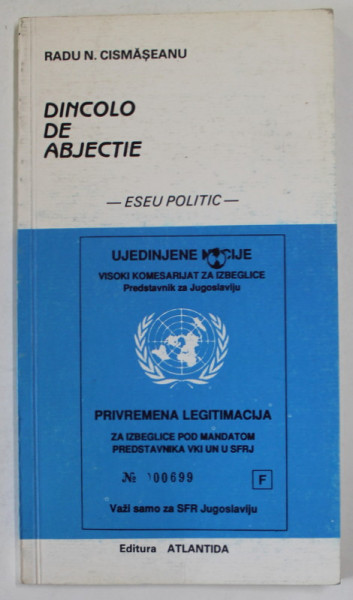 RADU N. CISMĂȘEANU
DINCOLO
DE
ABJECTIE
— ESEU POLITIC —
UJEDINJENE
VISOKI KOMESARIJAT ZA IZBEGLICE
Predstavnik za Jugoslaviju
PRIVREMENA LEGITIMACIJA
ZA IZBEGLICE POD MANDATOM
PREDSTAVNIKA VKI UN U SFRJ
№ 00699
F
Važi samo za SFR Jugoslaviju
Editura ATLANTIDA